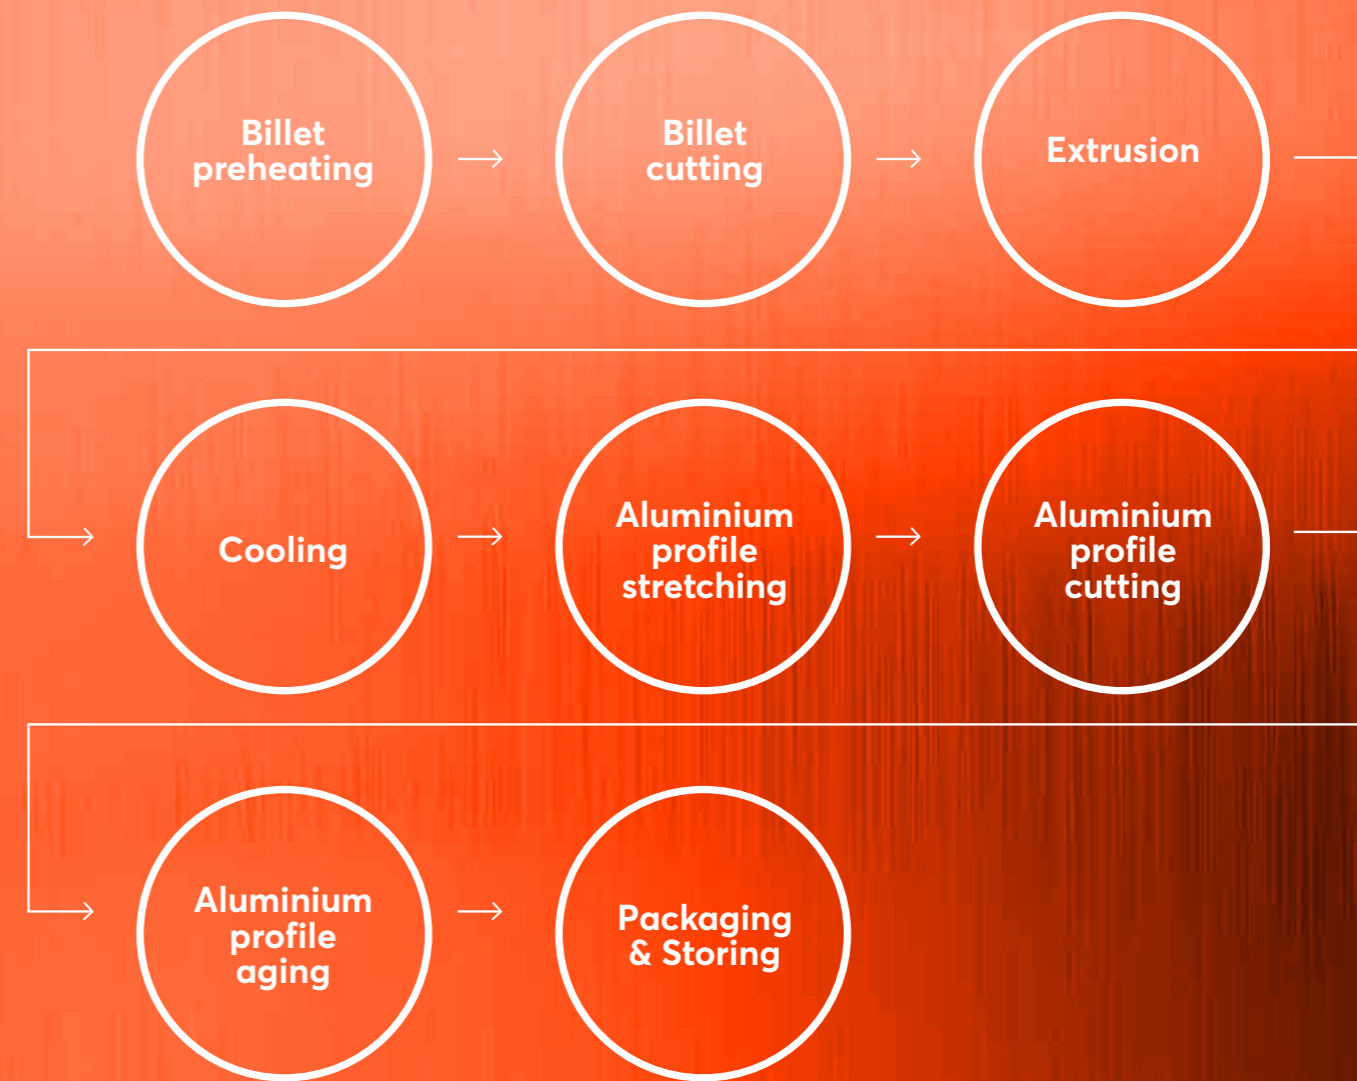 Billet
preheating
Billet
cutting
Extrusion
Cooling
Aluminium
profile
stretching
Aluminium
profile
cutting
Aluminium
profile
aging
Packaging
& Storing